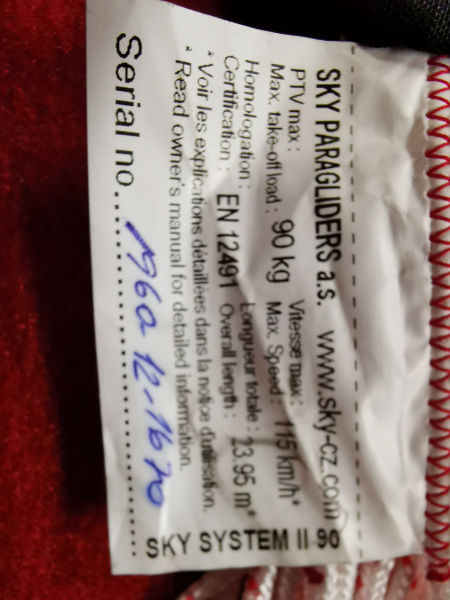 SKY PARAGLIDERS a.s. www.sky-cz.com
PTV max : Vitesse max :
Max. take-off load : 90 kg Max. Speed : 115 km/h*
Homologation : Longueur totale :
Certification : EN 12491 Overall length : 23.95 m*
* Voir les explications détaillées dans la notice d'utilisation.
* Read owner's manual for detailed information.
SKY SYSTEM II 90
Serial no.